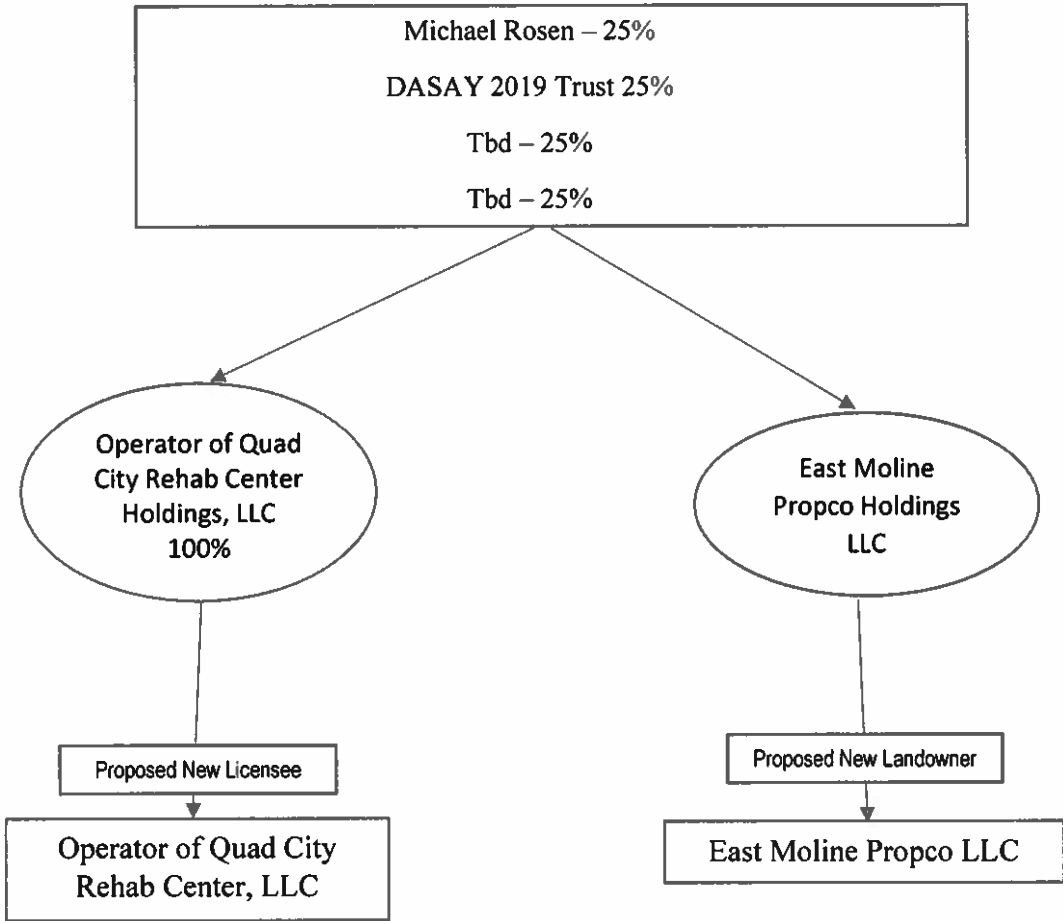 Michael Rosen – 25%
DASAY 2019 Trust 25%
Tbd – 25%
Tbd – 25%
Operator of Quad
City Rehab Center
Holdings, LLC
100%
East Moline
Propco Holdings
LLC
Proposed New Licensee
Proposed New Landowner
Operator of Quad City
Rehab Center, LLC
East Moline Propco LLC